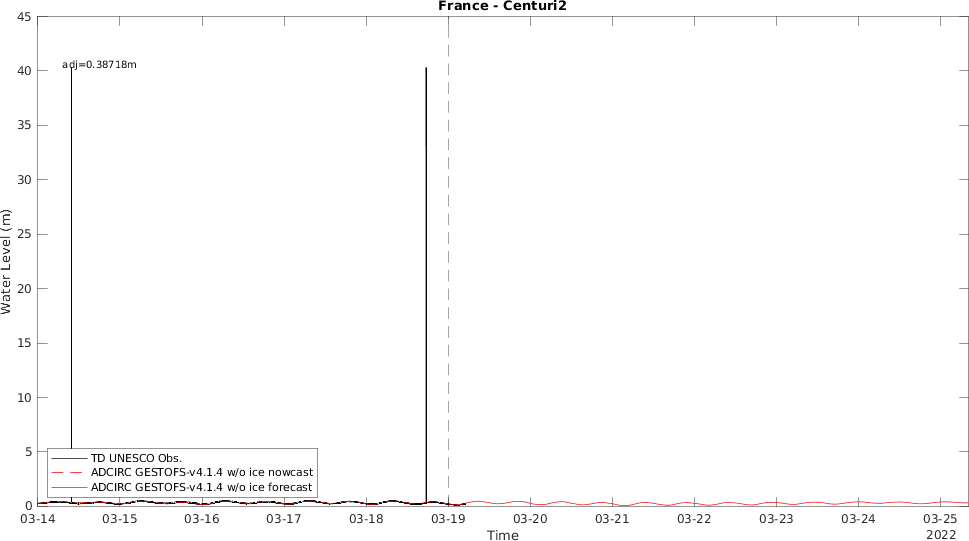 France - Centuri2
45
40
35
30
25
20
15
10
5
0
Water Level (m)
adj=0.38718m
TD UNESCO Obs.
ADCIRC GESTOFS-v4.1.4 w/o ice nowcast
ADCIRC GESTOFS-v4.1.4 w/o ice forecast
03-14 03-15 03-16 03-17 03-18 03-19 03-20 03-21 03-22 03-23 03-24 03-25
2022
Time